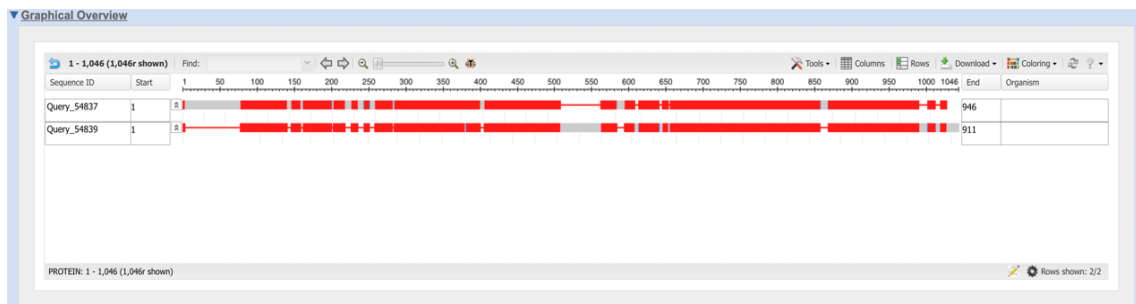 Graphical Overview
1 - 1,046 (1,046r shown) Find: Tools Columns Rows Download Coloring ?
Sequence ID Start 1 50 100 150 200 250 300 350 400 450 500 550 600 650 700 750 800 850 900 950 1000 1046 End Organism
Query_54837 1 946
Query_54839 1 911
PROTEIN: 1 - 1,046 (1,046r shown) Rows shown: 2/2